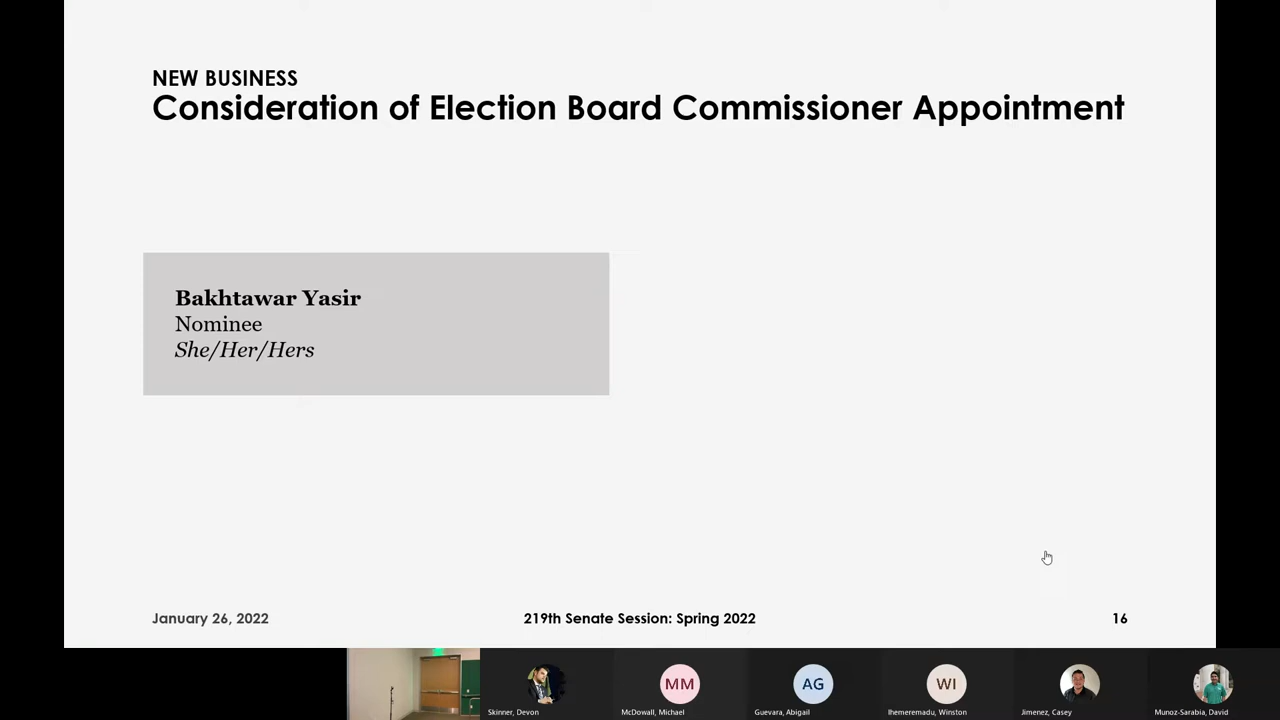 NEW BUSINESS
Consideration of Election Board Commissioner Appointment
Bakhtawar Yasir
Nominee
She/Her/Hers
January 26, 2022
219th Senate Session: Spring 2022
16
MM
AG
WI
Skinner, Devon
McDowall, Michael
Guevara, Abigail
Ihemeremadu, Winston
Jimenez, Casey
Munoz-Sarabia, David